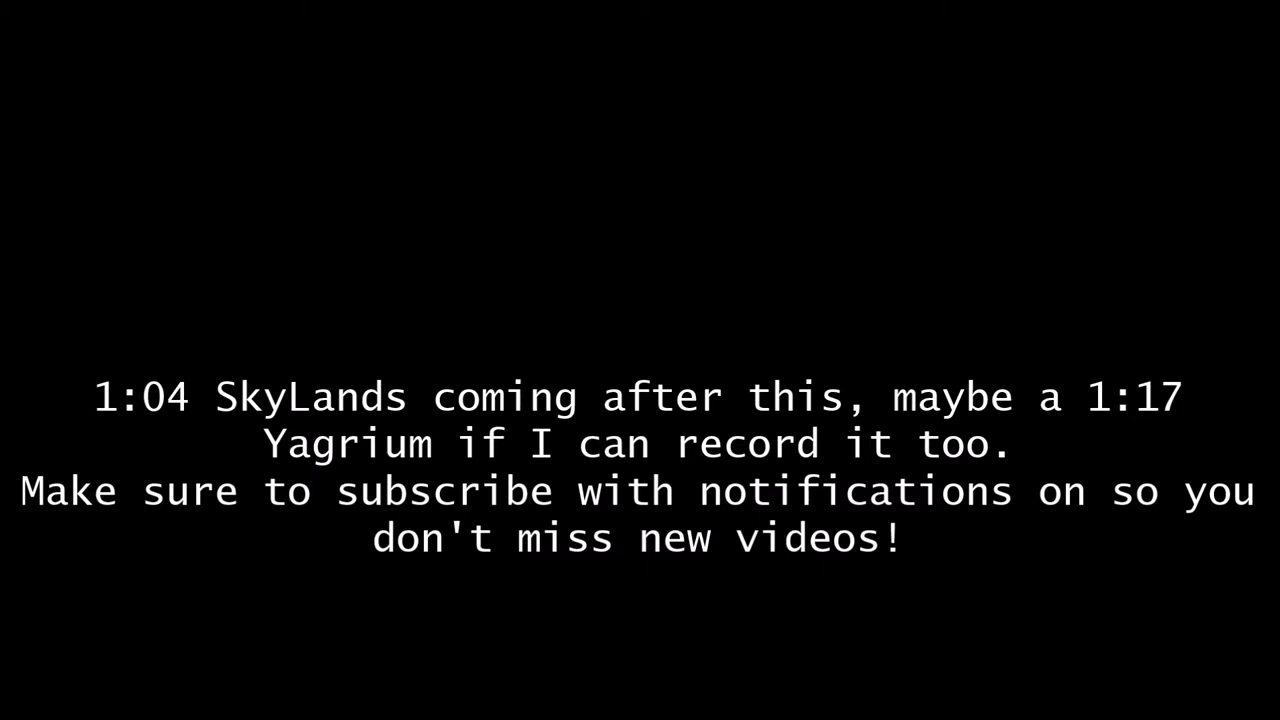 1:04 SkyLands coming after this, maybe a 1:17
Yagrium if I can record it too.
Make sure to subscribe with notifications on so you
don't miss new videos!